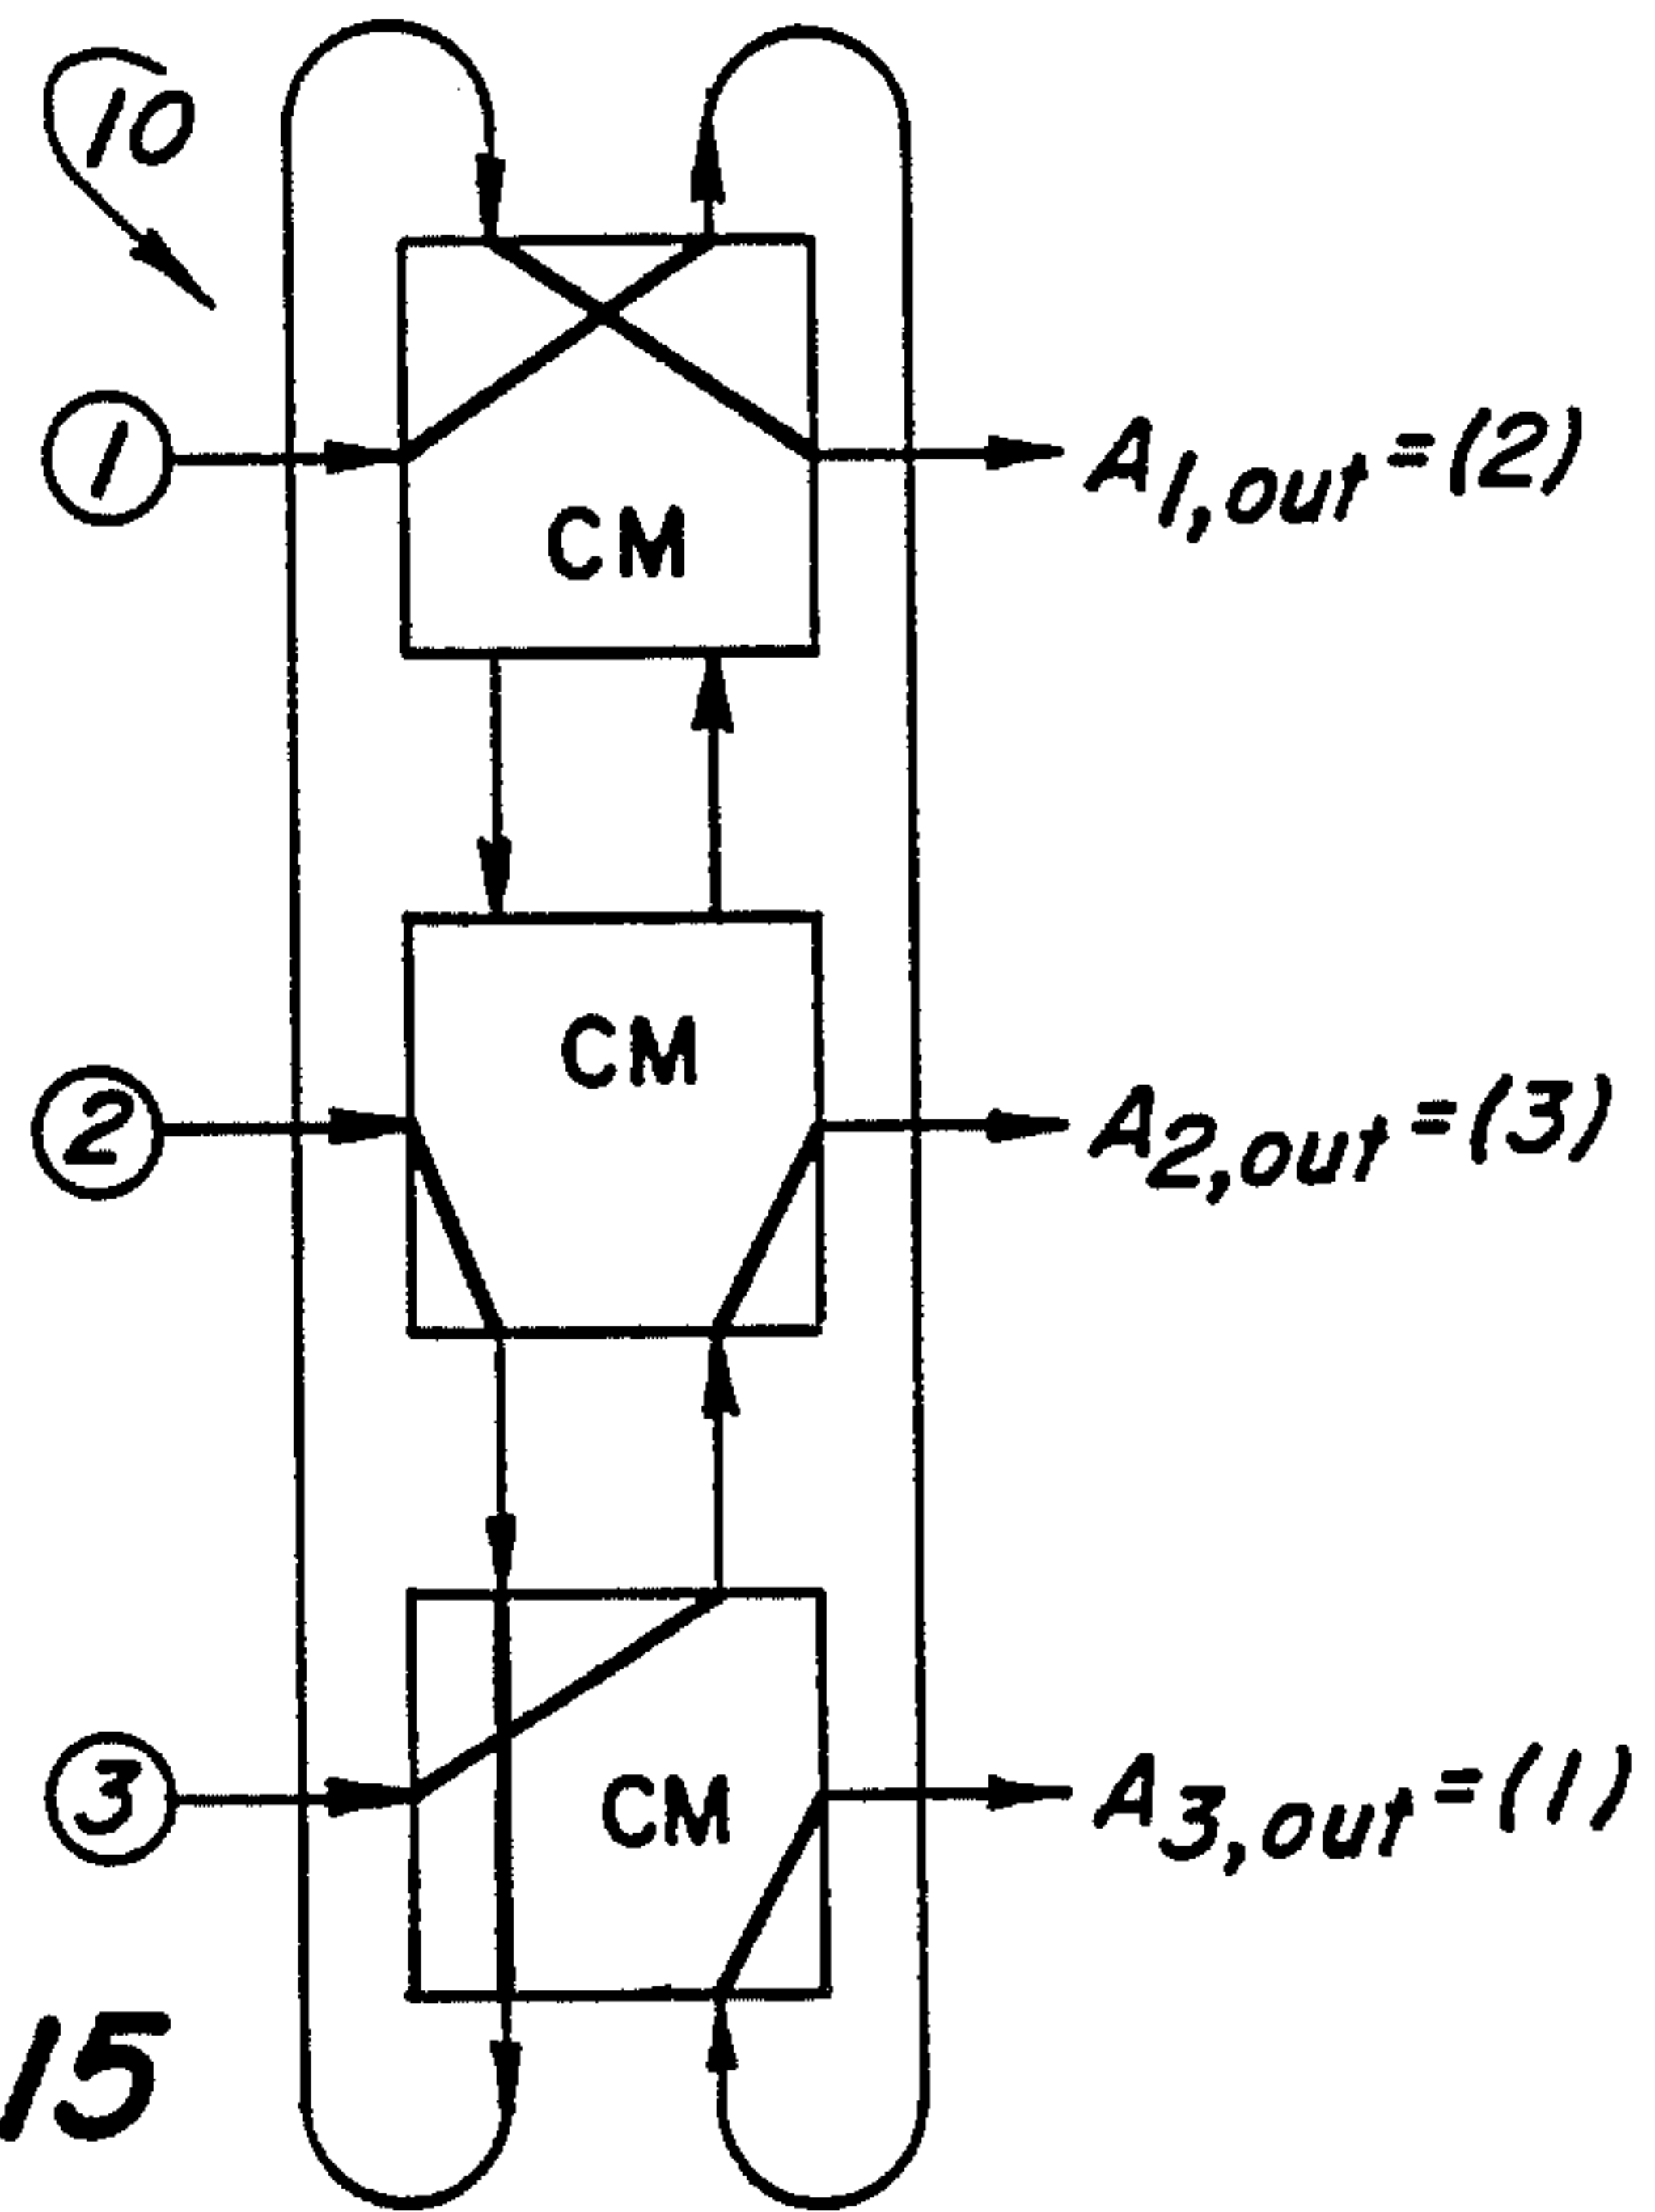 10
1
A1,out=(2)
CM
CM
2
A2,out=(3)
3
CM
A3,out=(1)
15